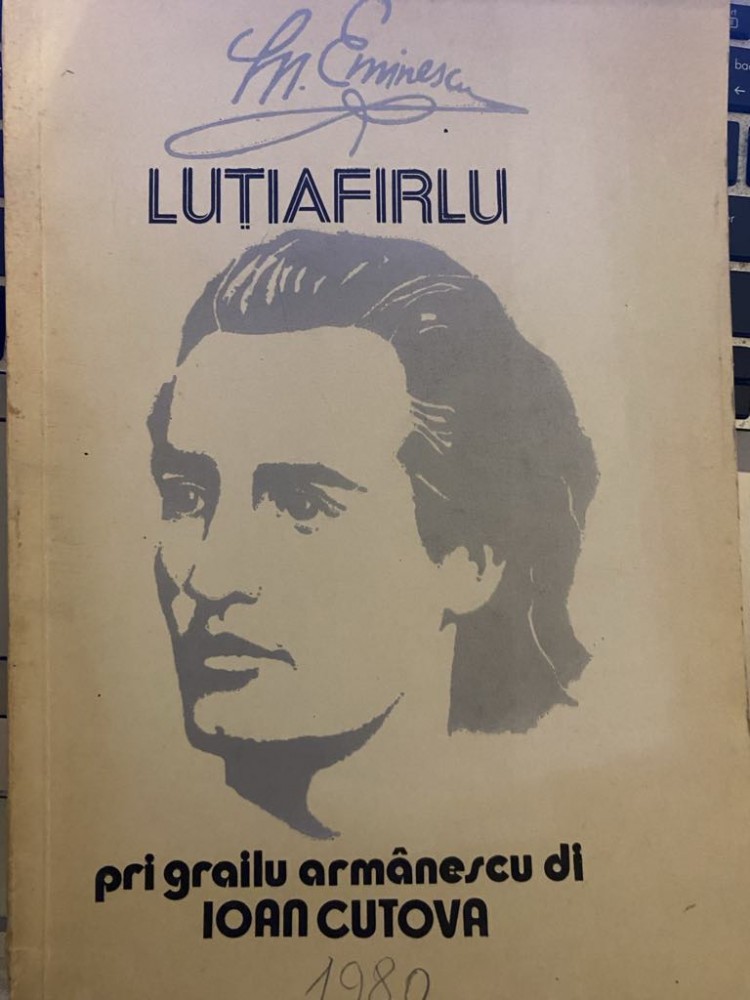 M. Eminescu
LUȚIAFIRLU
pri grailu armânescu di
IOAN CUTOVA
1980